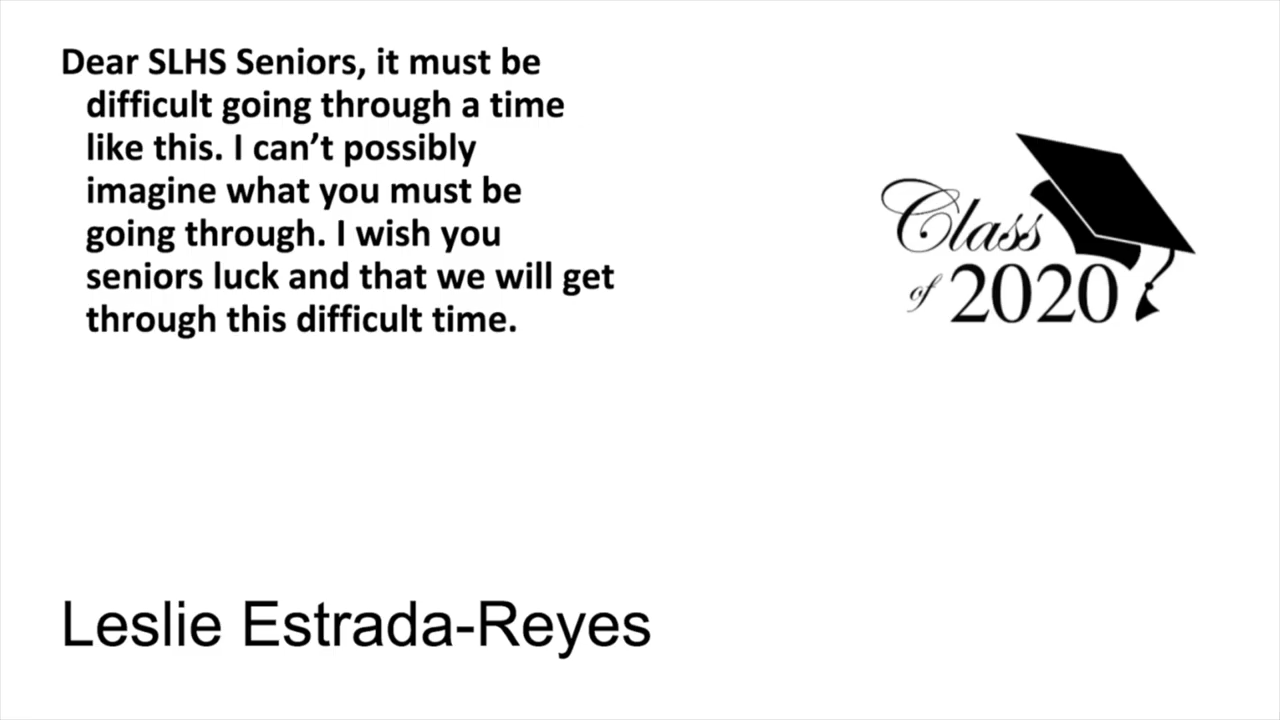 Dear SLHS Seniors, it must be
difficult going through a time
like this. I can’t possibly
imagine what you must be
going through. I wish you
seniors luck and that we will get
through this difficult time.
Class
of 2020
Leslie Estrada-Reyes